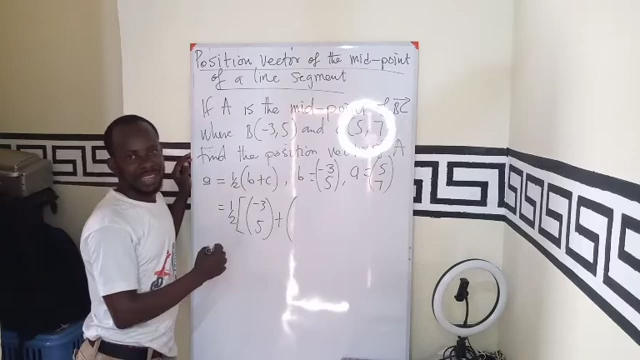 Position vector of the mid-point
of a line segment
If A is the mid-point of BC
Where B(-3,5) and (5, 7
Find the position vector A
a = ½(b+c), b = (-3 5), a = (5 7)
= ½[(-3 5) + (